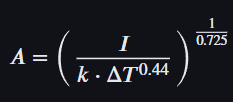 A = ( I / (k · ΔT^0.44) )^(1/0.725)